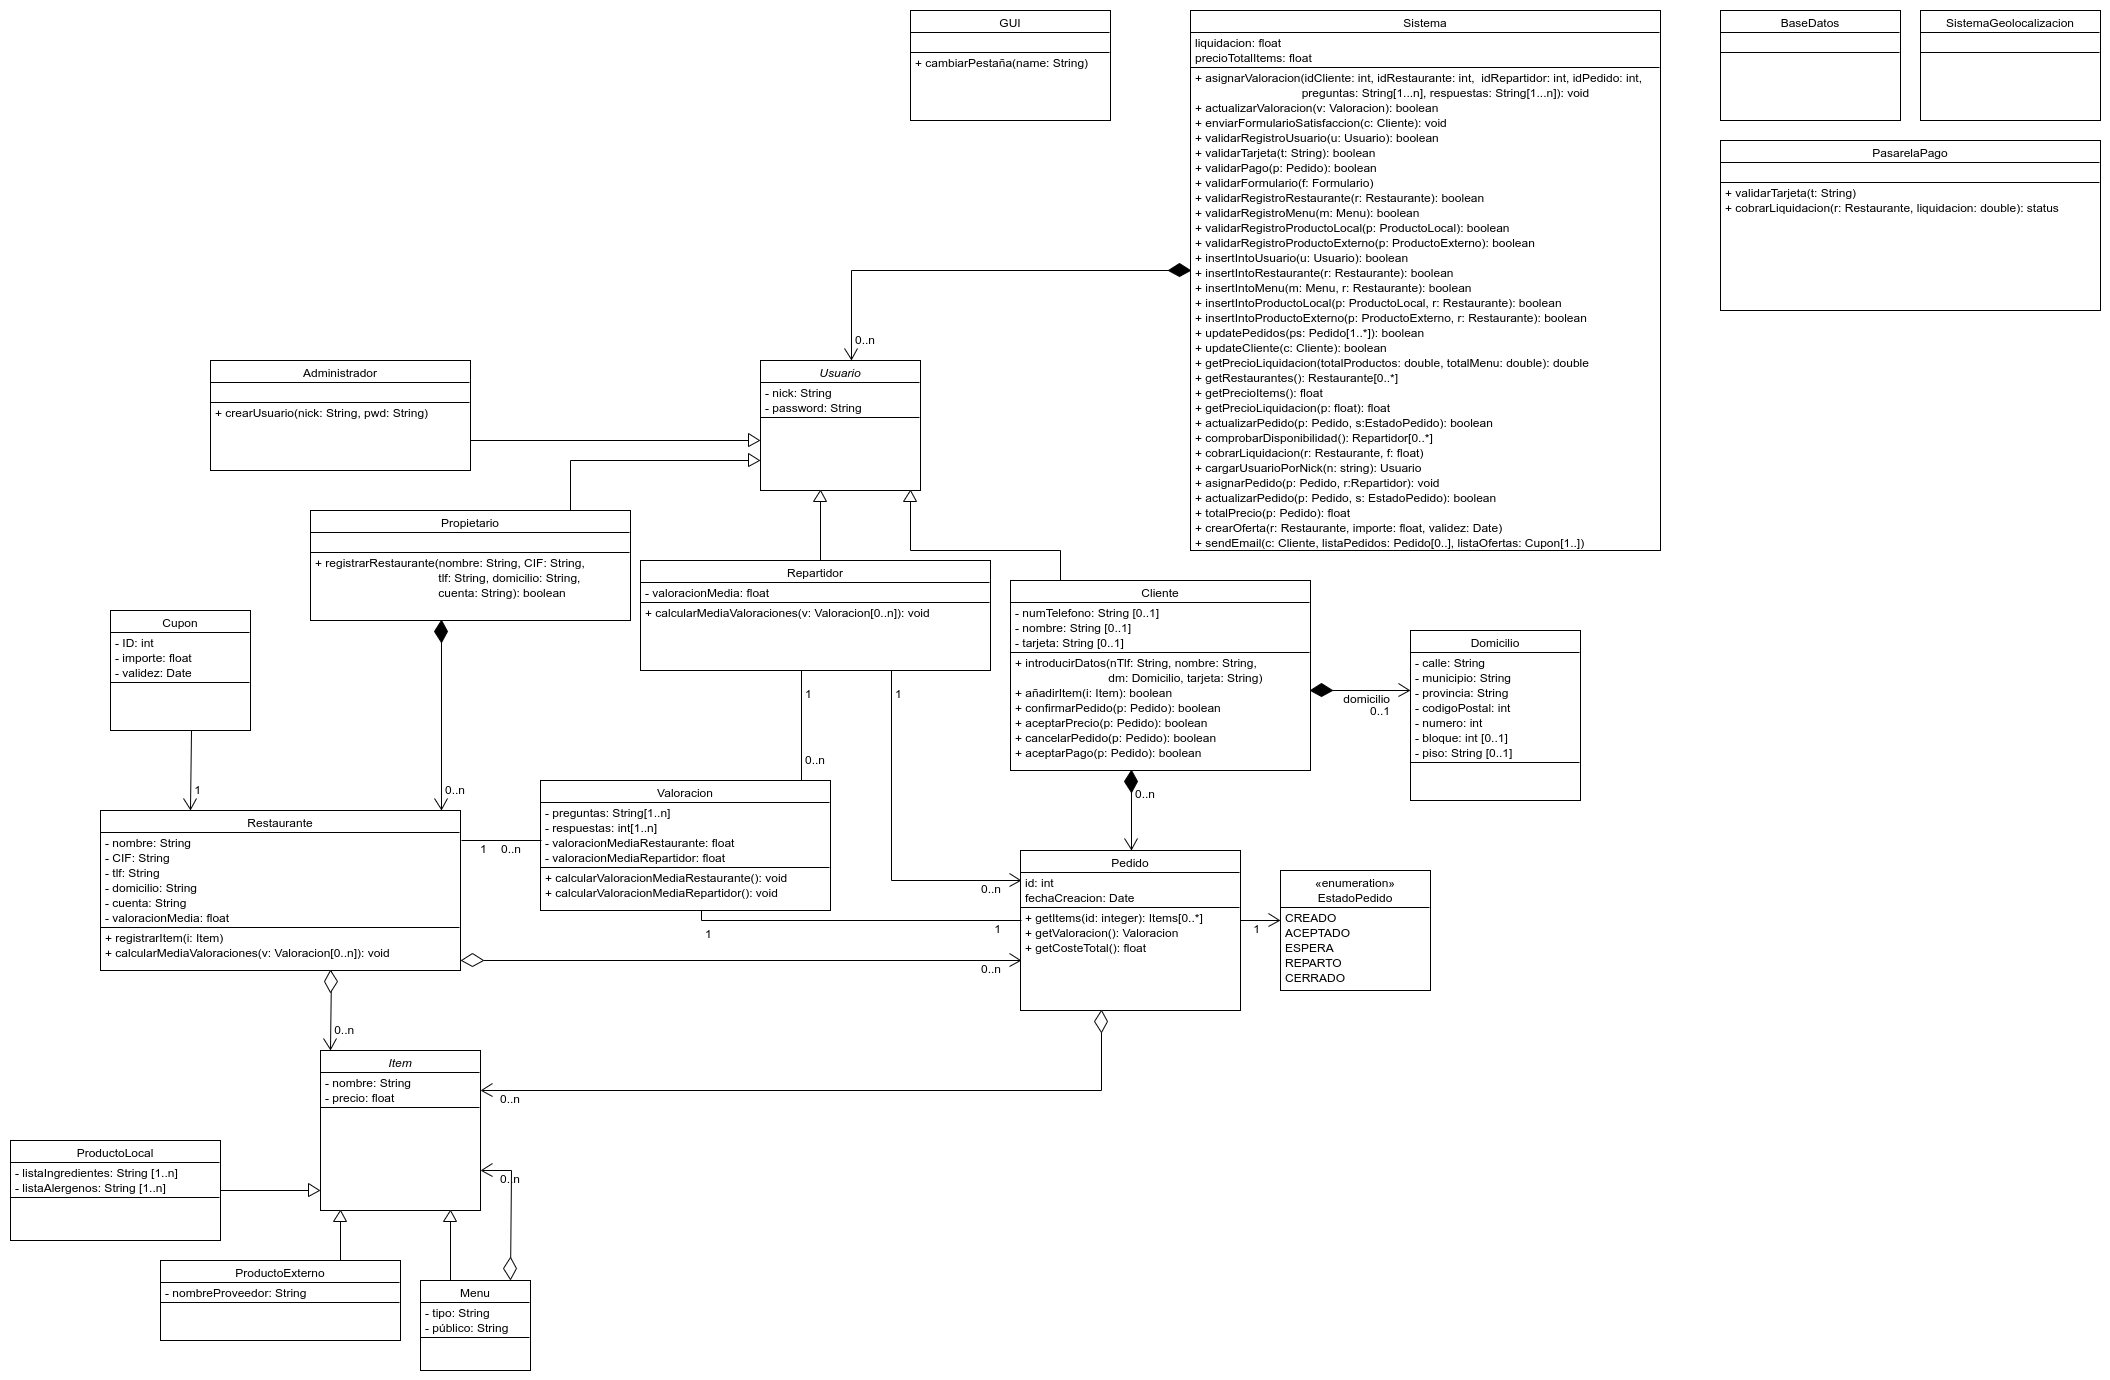 GUI
+ cambiarPestaña(name: String)
Sistema
liquidacion: float
precioTotalItems: float
+ asignarValoracion(idCliente: int, idRestaurante: int,  idRepartidor: int, idPedido: int,
preguntas: String[1...n], respuestas: String[1...n]): void
+ actualizarValoracion(v: Valoracion): boolean
+ enviarFormularioSatisfaccion(c: Cliente): void
+ validarRegistroUsuario(u: Usuario): boolean
+ validarTarjeta(t: String): boolean
+ validarPago(p: Pedido): boolean
+ validarFormulario(f: Formulario)
+ validarRegistroRestaurante(r: Restaurante): boolean
+ validarRegistroMenu(m: Menu): boolean
+ validarRegistroProductoLocal(p: ProductoLocal): boolean
+ validarRegistroProductoExterno(p: ProductoExterno): boolean
+ insertIntoUsuario(u: Usuario): boolean
+ insertIntoRestaurante(r: Restaurante): boolean
+ insertIntoMenu(m: Menu, r: Restaurante): boolean
+ insertIntoProductoLocal(p: ProductoLocal, r: Restaurante): boolean
+ insertIntoProductoExterno(p: ProductoExterno, r: Restaurante): boolean
+ updatePedidos(ps: Pedido[1..*]): boolean
+ updateCliente(c: Cliente): boolean
+ getPrecioLiquidacion(totalProductos: double, totalMenu: double): double
+ getRestaurantes(): Restaurante[0..*]
+ getPrecioItems(): float
+ getPrecioLiquidacion(p: float): float
+ actualizarPedido(p: Pedido, s:EstadoPedido): boolean
+ comprobarDisponibilidad(): Repartidor[0..*]
+ cobrarLiquidacion(r: Restaurante, f: float)
+ cargarUsuarioPorNick(n: string): Usuario
+ asignarPedido(p: Pedido, r:Repartidor): void
+ actualizarPedido(p: Pedido, s: EstadoPedido): boolean
+ totalPrecio(p: Pedido): float
+ crearOferta(r: Restaurante, importe: float, validez: Date)
+ sendEmail(c: Cliente, listaPedidos: Pedido[0..], listaOfertas: Cupon[1..])
BaseDatos
SistemaGeolocalizacion
PasarelaPago
+ validarTarjeta(t: String)
+ cobrarLiquidacion(r: Restaurante, liquidacion: double): status
0..n
Administrador
+ crearUsuario(nick: String, pwd: String)
Usuario
- nick: String
- password: String
Propietario
+ registrarRestaurante(nombre: String, CIF: String,
tlf: String, domicilio: String,
cuenta: String): boolean
Repartidor
- valoracionMedia: float
+ calcularMediaValoraciones(v: Valoracion[0..n]): void
Cliente
- numTelefono: String [0..1]
- nombre: String [0..1]
- tarjeta: String [0..1]
+ introducirDatos(nTlf: String, nombre: String,
dm: Domicilio, tarjeta: String)
+ añadirItem(i: Item): boolean
+ confirmarPedido(p: Pedido): boolean
+ aceptarPrecio(p: Pedido): boolean
+ cancelarPedido(p: Pedido): boolean
+ aceptarPago(p: Pedido): boolean
domicilio
0..1
Domicilio
- calle: String
- municipio: String
- provincia: String
- codigoPostal: int
- numero: int
- bloque: int [0..1]
- piso: String [0..1]
Cupon
- ID: int
- importe: float
- validez: Date
1
0..n
1
0..n
1
0..n
Restaurante
- nombre: String
- CIF: String
- tlf: String
- domicilio: String
- cuenta: String
- valoracionMedia: float
+ registrarItem(i: Item)
+ calcularMediaValoraciones(v: Valoracion[0..n]): void
1
0..n
Valoracion
- preguntas: String[1..n]
- respuestas: int[1..n]
- valoracionMediaRestaurante: float
- valoracionMediaRepartidor: float
+ calcularValoracionMediaRestaurante(): void
+ calcularValoracionMediaRepartidor(): void
0..n
1
1
0..n
Pedido
id: int
fechaCreacion: Date
+ getItems(id: integer): Items[0..*]
+ getValoracion(): Valoracion
+ getCosteTotal(): float
1
«enumeration»
EstadoPedido
CREADO
ACEPTADO
ESPERA
REPARTO
CERRADO
0..n
Item
- nombre: String
- precio: float
0..n
0..n
ProductoLocal
- listaIngredientes: String [1..n]
- listaAlergenos: String [1..n]
ProductoExterno
- nombreProveedor: String
Menu
- tipo: String
- público: String